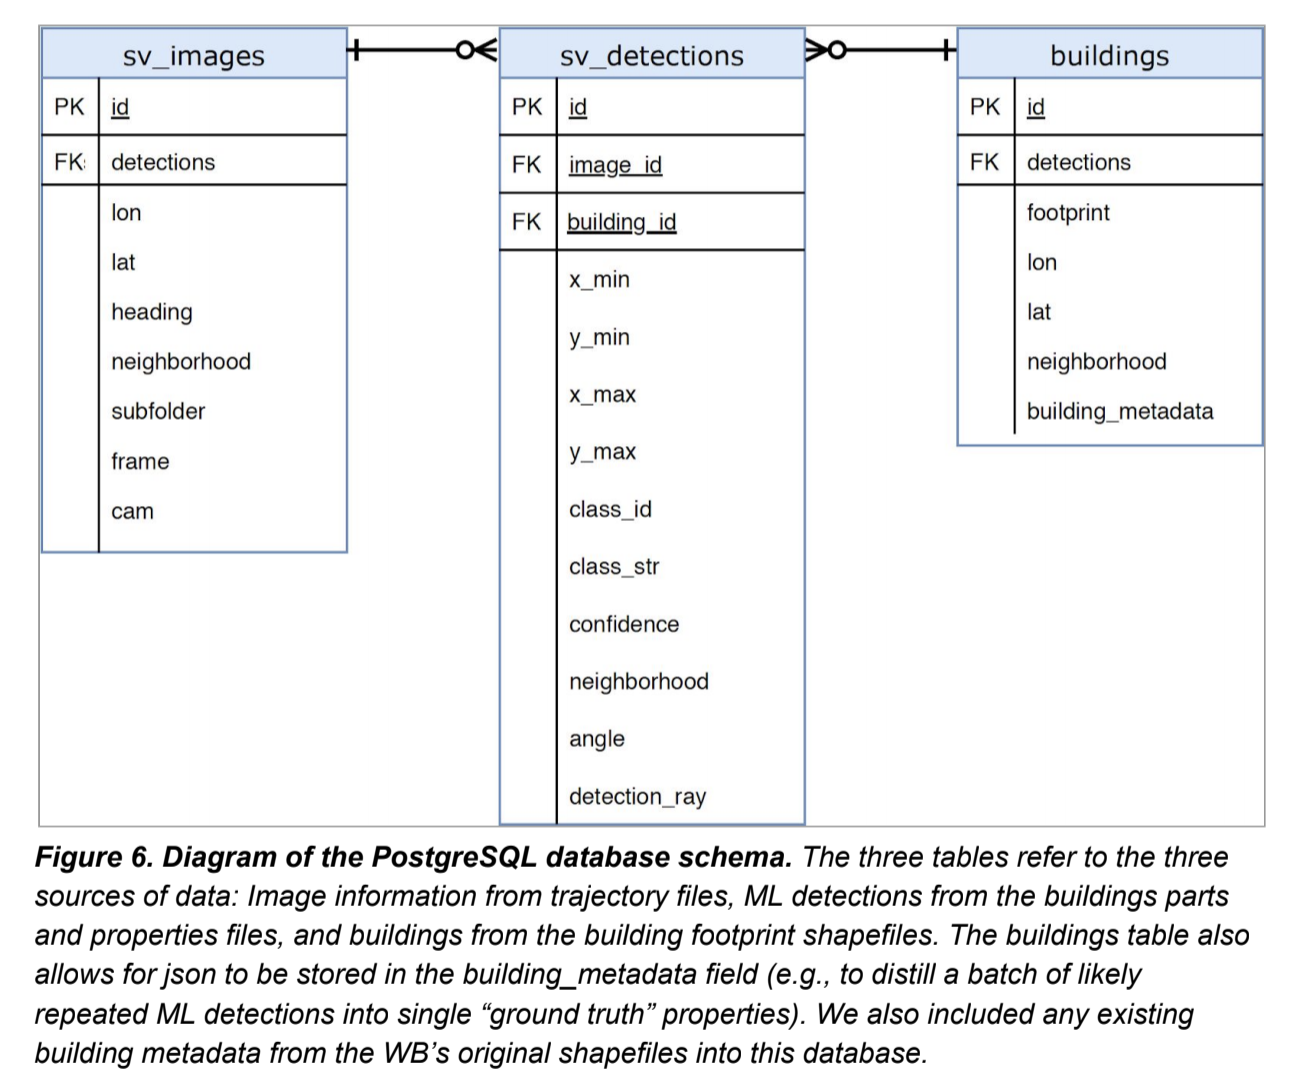 sv_images
PK id
FK: detections
lon
lat
heading
neighborhood
subfolder
frame
cam
sv_detections
PK id
FK image_id
FK building_id
x_min
y_min
x_max
y_max
class_id
class_str
confidence
neighborhood
angle
detection_ray
buildings
PK id
FK detections
footprint
lon
lat
neighborhood
building_metadata
Figure 6. Diagram of the PostgreSQL database schema. The three tables refer to the three
sources of data: Image information from trajectory files, ML detections from the buildings parts
and properties files, and buildings from the building footprint shapefiles. The buildings table also
allows for json to be stored in the building_metadata field (e.g., to distill a batch of likely
repeated ML detections into single “ground truth” properties). We also included any existing
building metadata from the WB’s original shapefiles into this database.